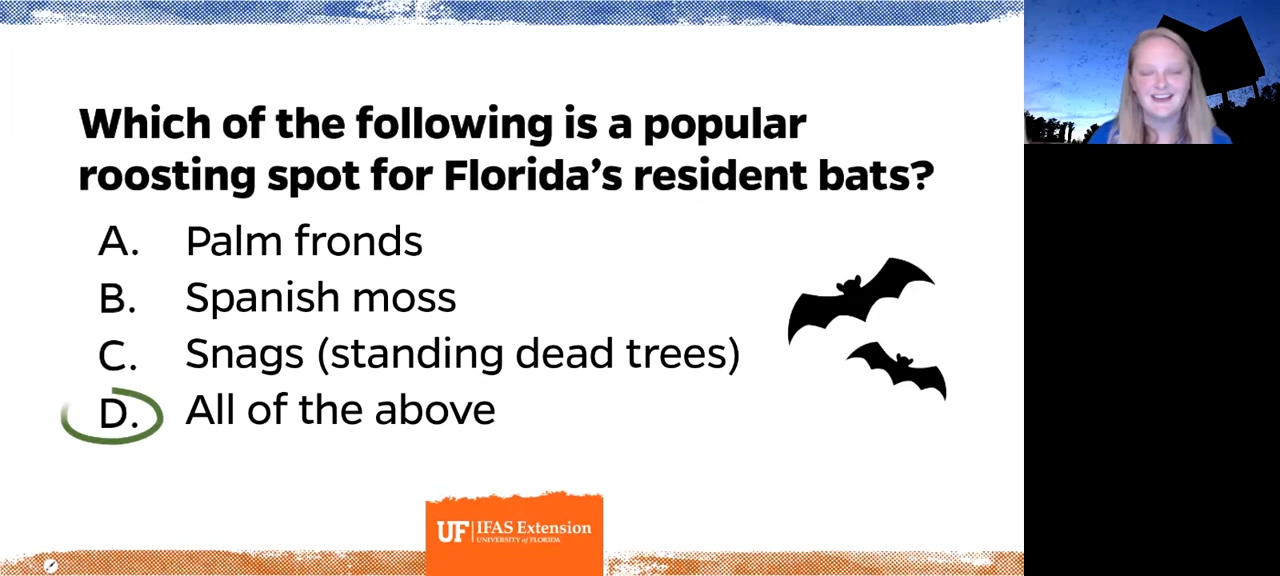 Which of the following is a popular
roosting spot for Florida’s resident bats?
A. Palm fronds
B. Spanish moss
C. Snags (standing dead trees)
D. All of the above
UF | IFAS Extension
UNIVERSITY of FLORIDA